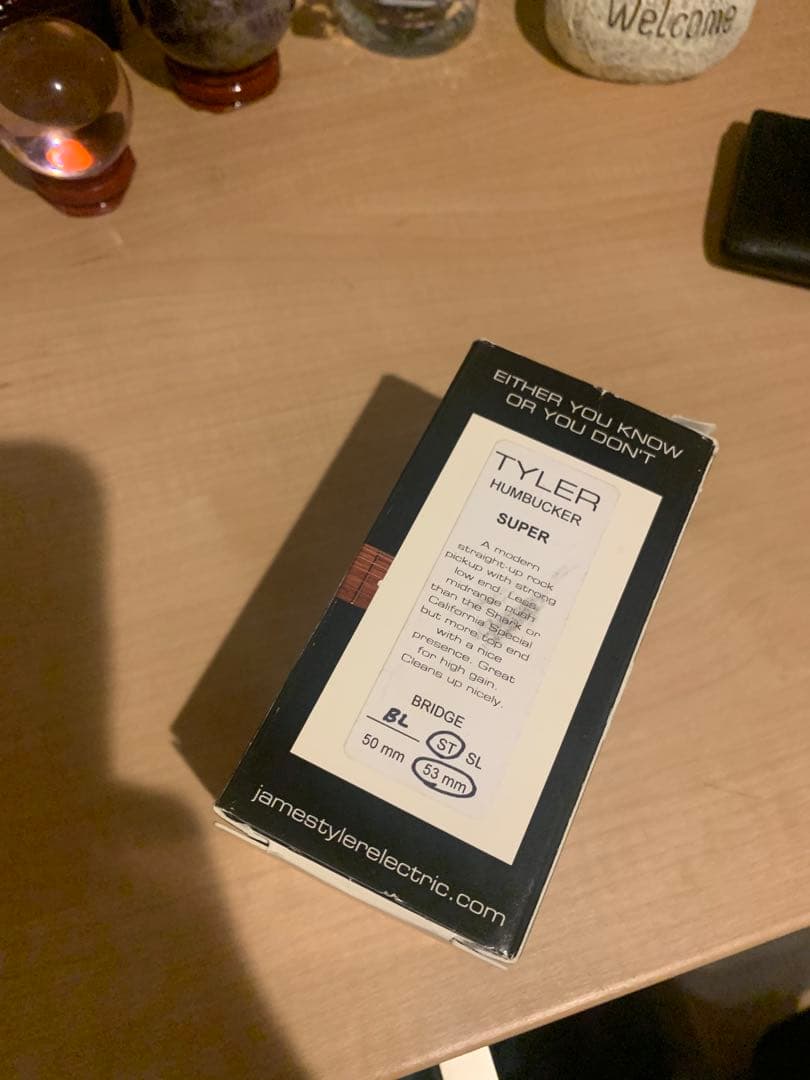 Welcome
EITHER YOU KNOW
OR YOU DON'T
TYLER
HUMBUCKER
SUPER
A modern
straight-up rock
pickup with strong
low end. Less
midrange push
than the Shark or
California Special
but more top end
with a nice
presence. Great
for high gain.
Cleans up nicely.
BRIDGE
BL ST SL
50 mm 53 mm
jamestylerelectric.com